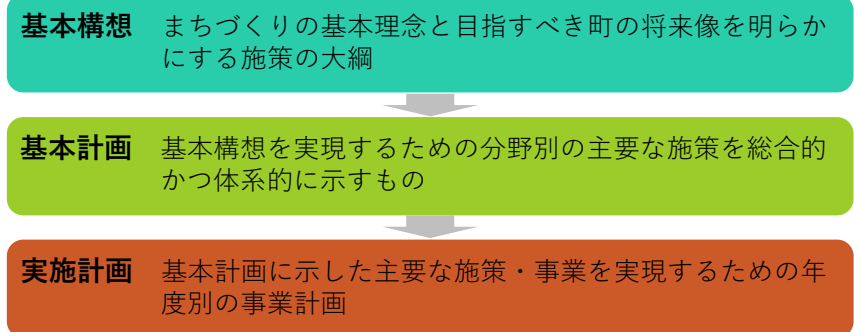 基本構想 まちづくりの基本理念と目指すべき町の将来像を明らか
にする施策の大綱
基本計画 基本構想を実現するための分野別の主要な施策を総合的
かつ体系的に示すもの
実施計画 基本計画に示した主要な施策・事業を実現するための年
度別の事業計画